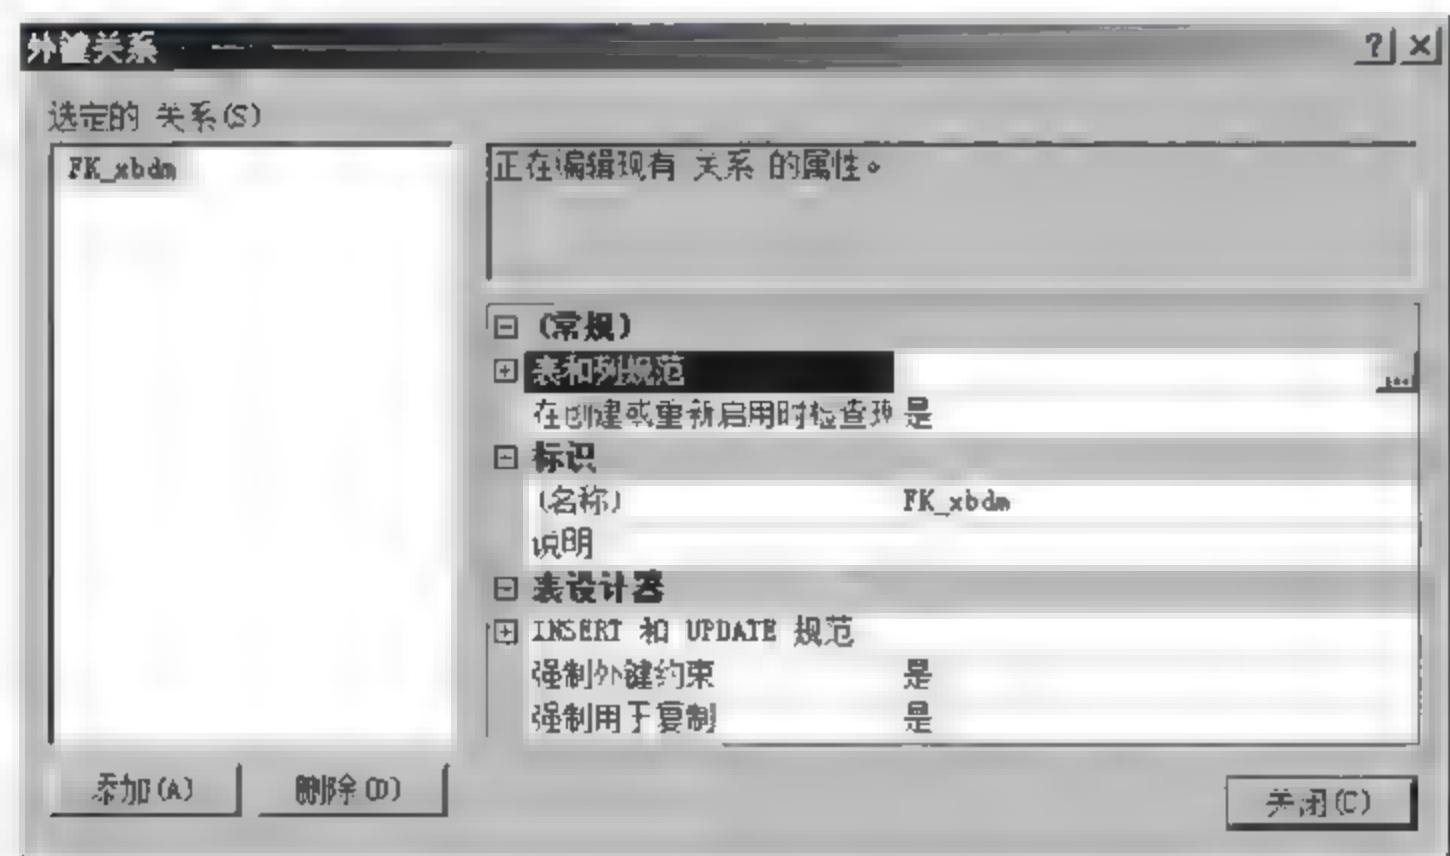 外键关系
选定的 关系(S)
FK_xbdm
正在编辑现有 关系 的属性。
(常规)
表和列规范
在创建或重新启用时检查现 是
标识
(名称) FK_xbdm
说明
表设计器
INSERT 和 UPDATE 规范
强制外键约束 是
强制用于复制 是
添加(A) 删除(D) 关闭(C)